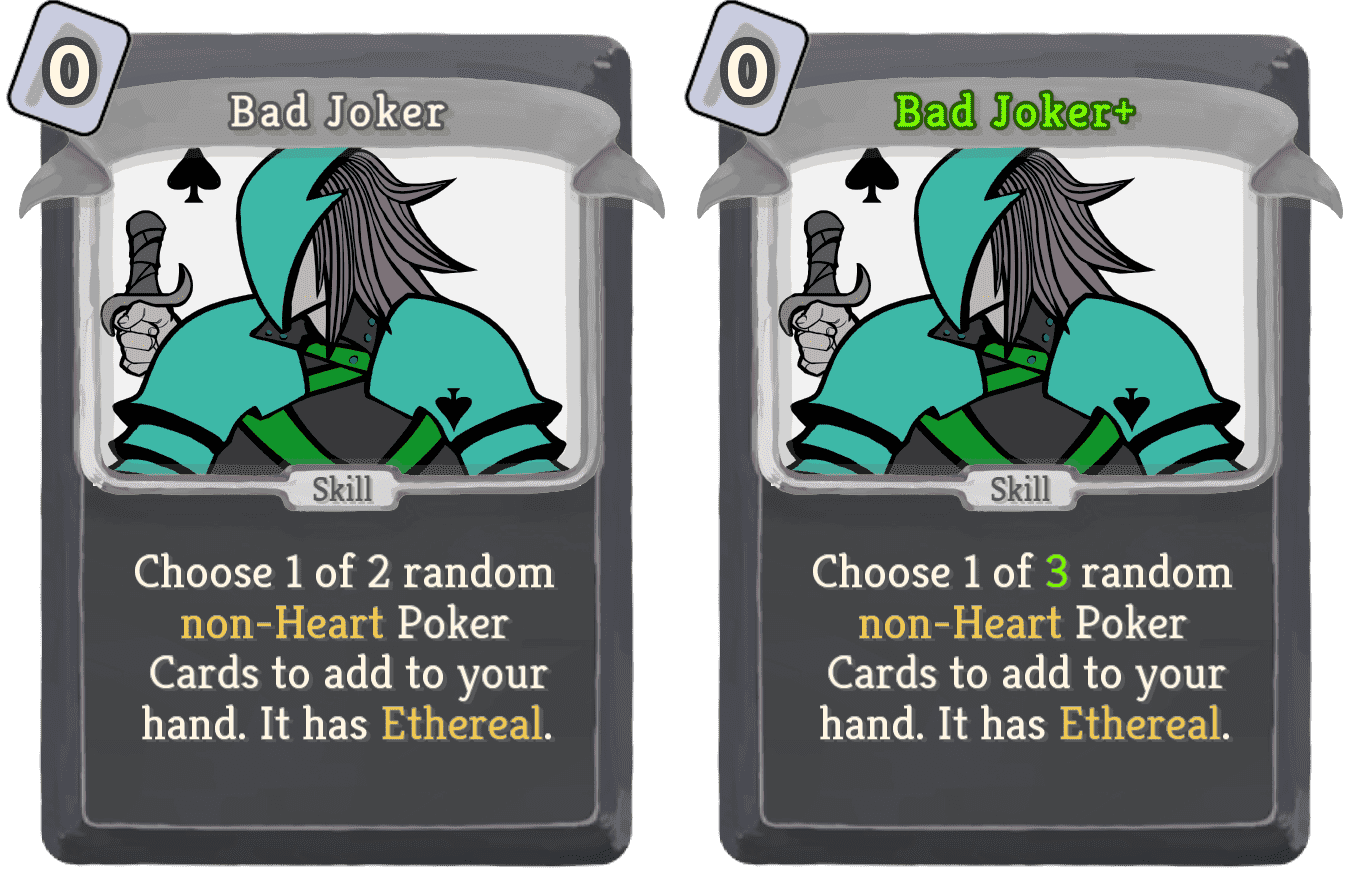 0
Bad Joker
Skill
Choose 1 of 2 random
non-Heart Poker
Cards to add to your
hand. It has Ethereal.
0
Bad Joker+
Skill
Choose 1 of 3 random
non-Heart Poker
Cards to add to your
hand. It has Ethereal.